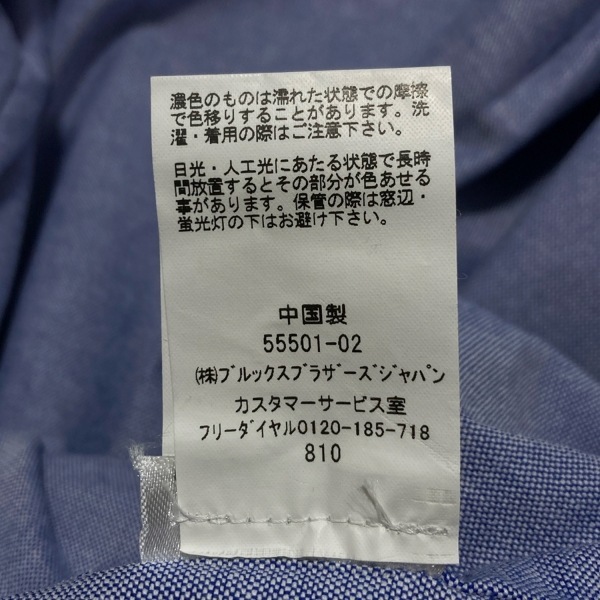 濃色のものは濡れた状態での摩擦
で色移りすることがあります。洗
濯・着用の際はご注意下さい。
日光・人工光にあたる状態で長時
間放置するとその部分が色あせる
事があります。保管の際は窓辺・
蛍光灯の下はお避け下さい。
中国製
55501-02
㈱ブルックスブラザーズジャパン
カスタマーサービス室
フリーダイヤル0120-185-718
810